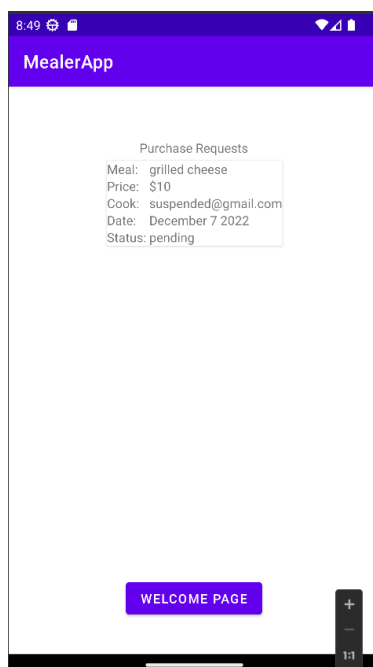 8:49
MealerApp
Purchase Requests
Meal: grilled cheese
Price: $10
Cook: suspended@gmail.com
Date: December 7 2022
Status: pending
WELCOME PAGE
+
−
1:1